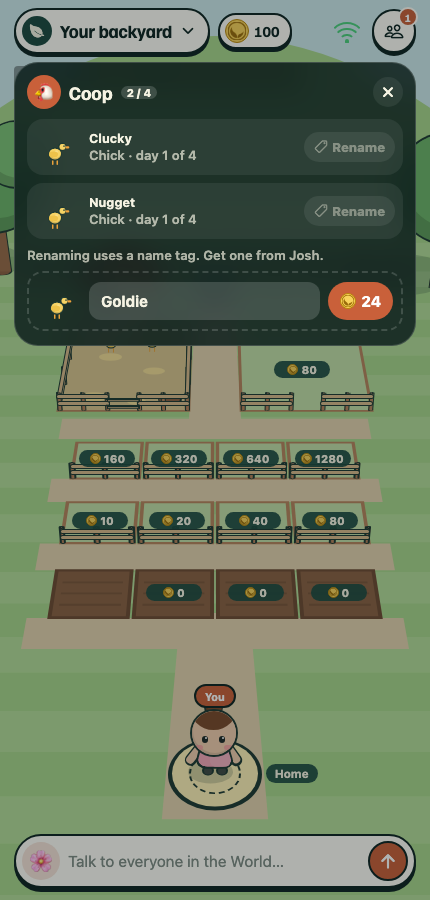 Your backyard
100
1
Coop 2 / 4
Clucky
Chick · day 1 of 4
Rename
Nugget
Chick · day 1 of 4
Rename
Renaming uses a name tag. Get one from Josh.
Goldie
24
80
160 320 640 1280
10 20 40 80
0 0 0
You
Home
Talk to everyone in the World...